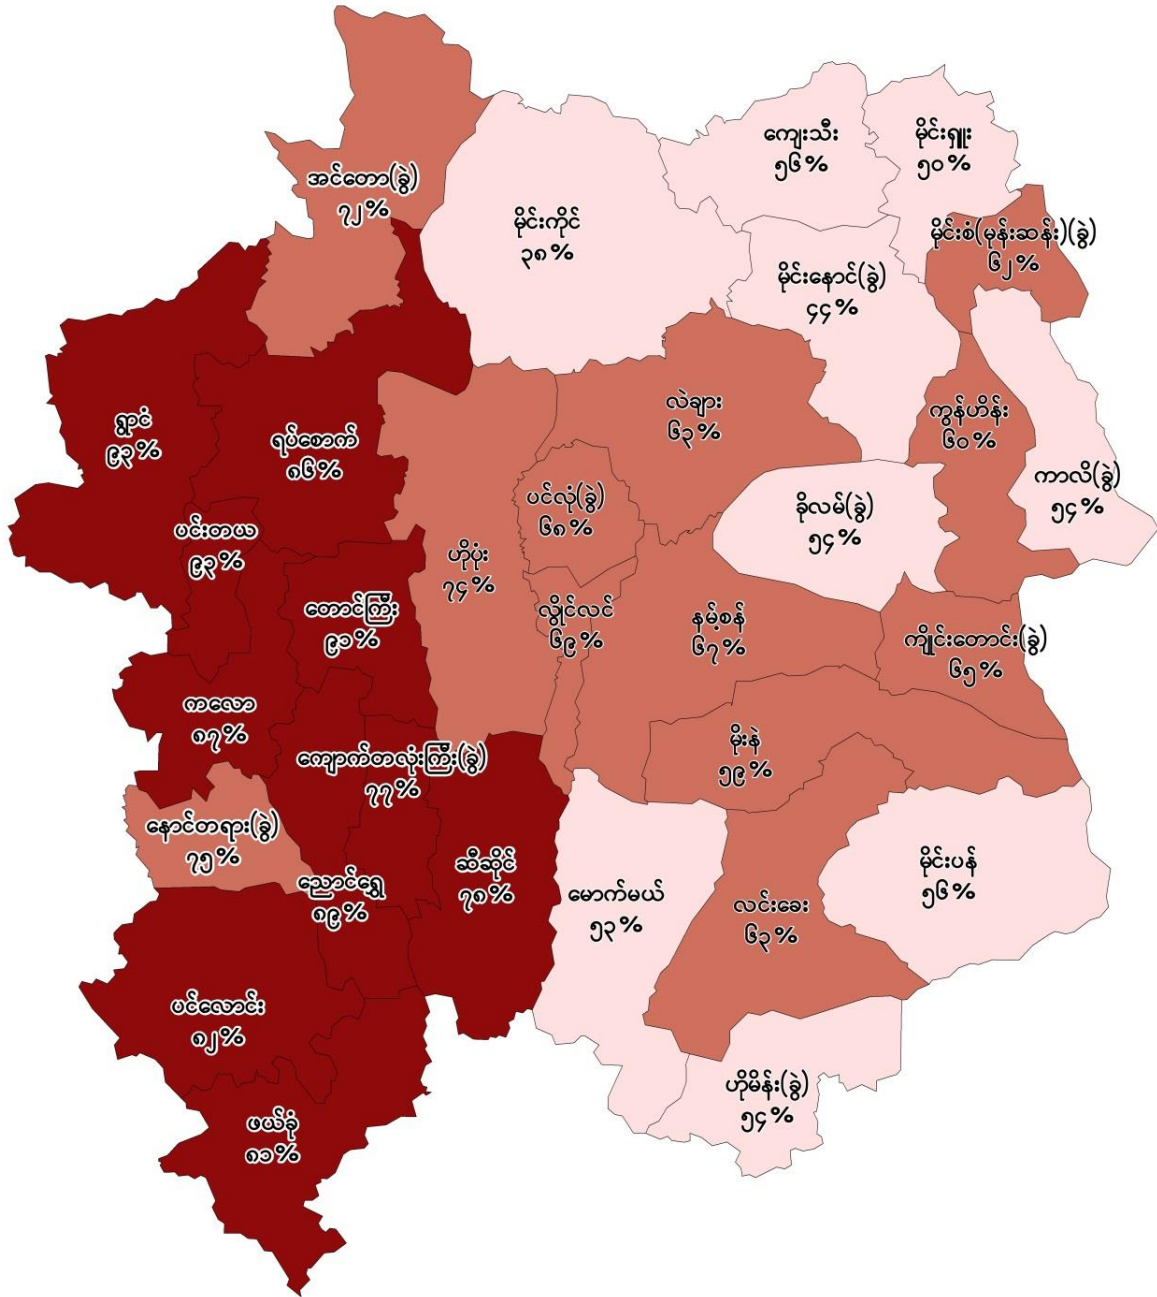 ကျေးသီး
၅၆%
မိုင်းရှူး
၅၀%
အင်တော(ခွဲ)
၇၂%
မိုင်းကိုင်
၃၈%
မိုင်းစံ(မုန်းဆန်း)(ခွဲ)
၆၂%
မိုင်းနောင်(ခွဲ)
၄၄%
ရွာငံ
၉၃%
ရပ်စောက်
၈၆%
လဲချား
၆၃%
ကွန်ဟိန်း
၆၀%
ကာလိ(ခွဲ)
၅၄%
ပင်လုံ(ခွဲ)
၆၈%
ခိုလမ်(ခွဲ)
၅၄%
ပင်းတယ
၉၃%
ဟိုပုံး
၇၄%
တောင်ကြီး
၉၁%
လွိုင်လင်
၆၉%
နမ့်စန်
၆၇%
ကျိုင်းတောင်း(ခွဲ)
၆၅%
ကလော
၈၇%
ကျောက်တလုံးကြီး(ခွဲ)
၇၇%
မိုးနဲ
၅၉%
နောင်တရား(ခွဲ)
၇၅%
ညောင်ရွှေ
၈၉%
ဆီဆိုင်
၇၈%
မောက်မယ်
၅၃%
လင်းခေး
၆၃%
မိုင်းပန်
၅၆%
ပင်လောင်း
၈၂%
ဟိုမိန်း(ခွဲ)
၅၄%
ဖယ်ခုံ
၈၁%